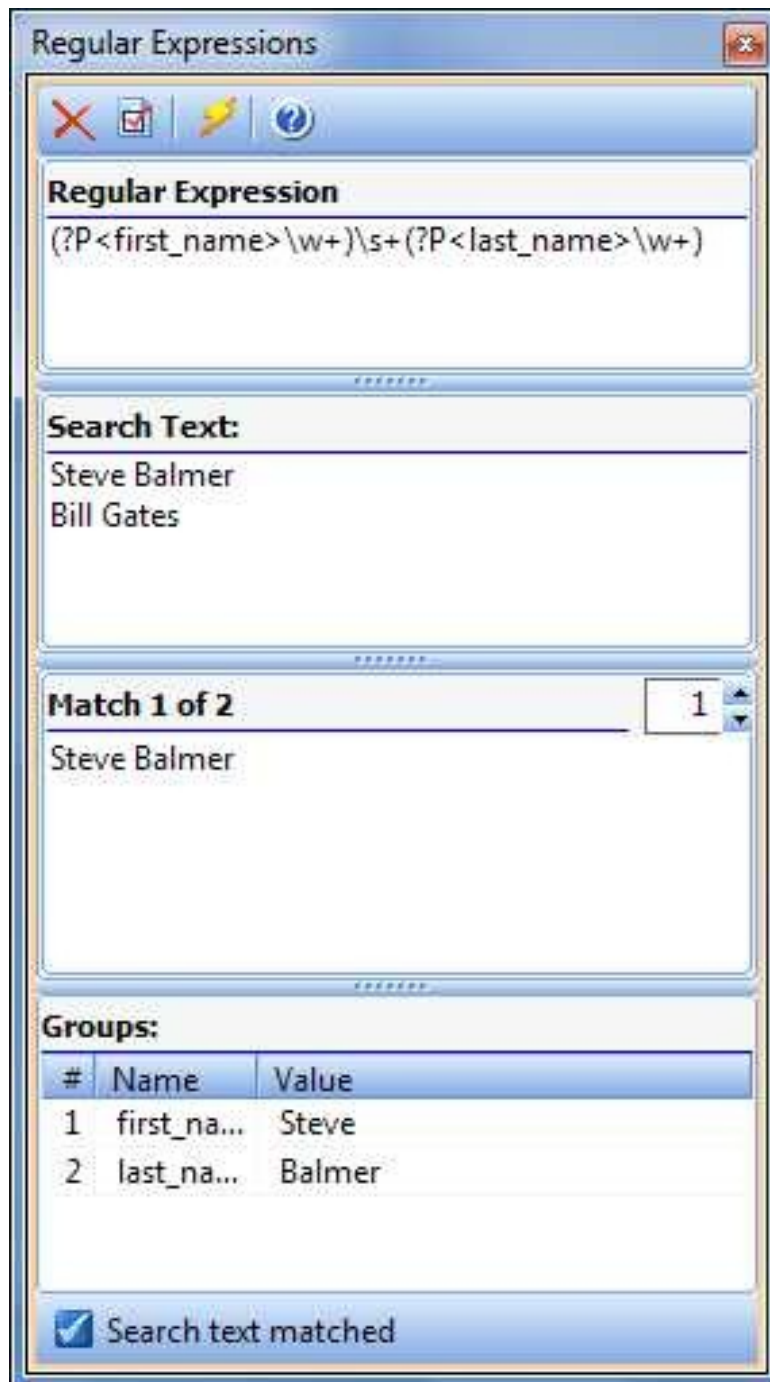 Regular Expressions
Regular Expression
(?P<first_name>\w+)\s+(?P<last_name>\w+)
Search Text:
Steve Balmer
Bill Gates
Match 1 of 2 1
Steve Balmer
Groups:
# Name Value
1 first_na... Steve
2 last_na... Balmer
Search text matched